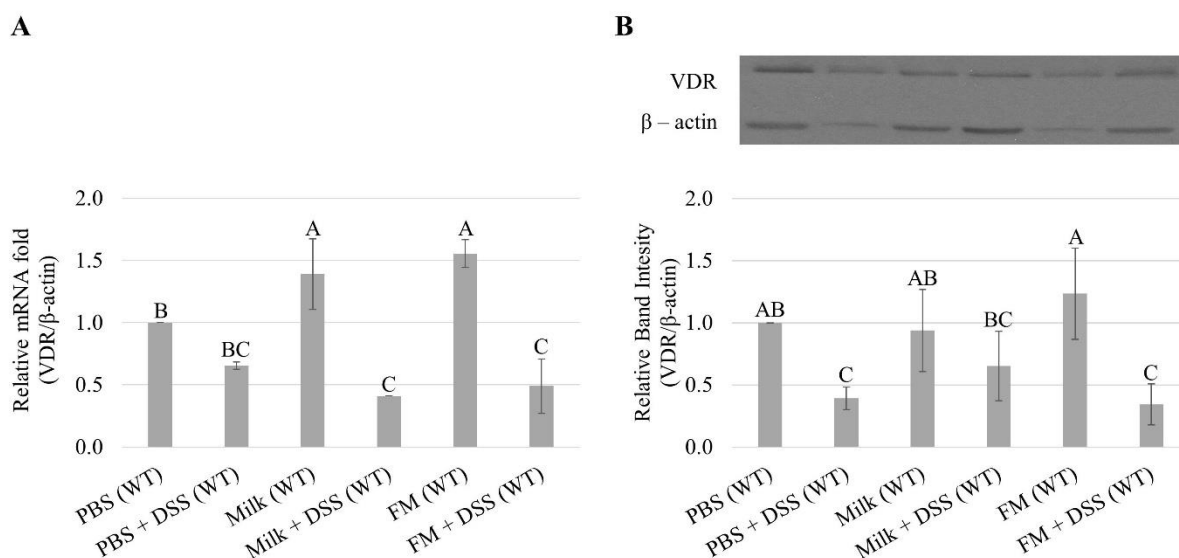 A
Relative mRNA fold
(VDR/β-actin)
2.0
1.5
1.0
0.5
0.0
B
BC
A
C
A
C
PBS (WT)
PBS + DSS (WT)
Milk (WT)
Milk + DSS (WT)
FM (WT)
FM + DSS (WT)
B
VDR
β – actin
Relative Band Intesity
(VDR/β-actin)
2.0
1.5
1.0
0.5
0.0
AB
C
AB
BC
A
C
PBS (WT)
PBS + DSS (WT)
Milk (WT)
Milk + DSS (WT)
FM (WT)
FM + DSS (WT)